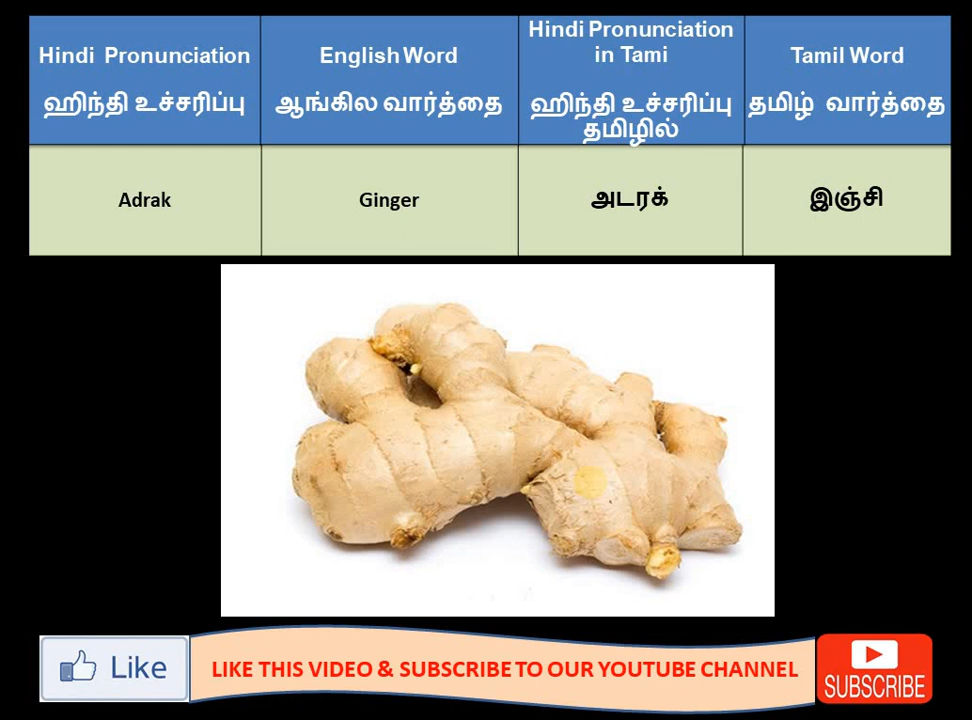 Hindi Pronunciation
ஹிந்தி உச்சரிப்பு
English Word
ஆங்கில வார்த்தை
Hindi Pronunciation
in Tami
ஹிந்தி உச்சரிப்பு
தமிழில்
Tamil Word
தமிழ் வார்த்தை
Adrak
Ginger
அடரக்
இஞ்சி
Like
LIKE THIS VIDEO & SUBSCRIBE TO OUR YOUTUBE CHANNEL
SUBSCRIBE